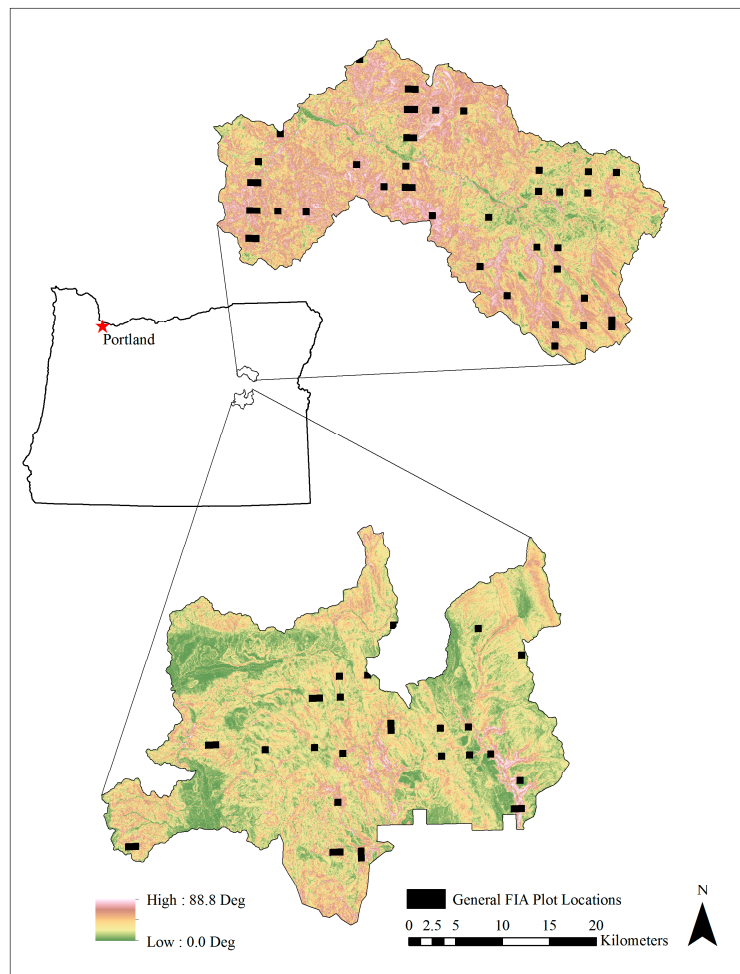 Portland
High : 88.8 Deg
Low : 0.0 Deg
General FIA Plot Locations
0 2.5 5 10 15 20
Kilometers
N